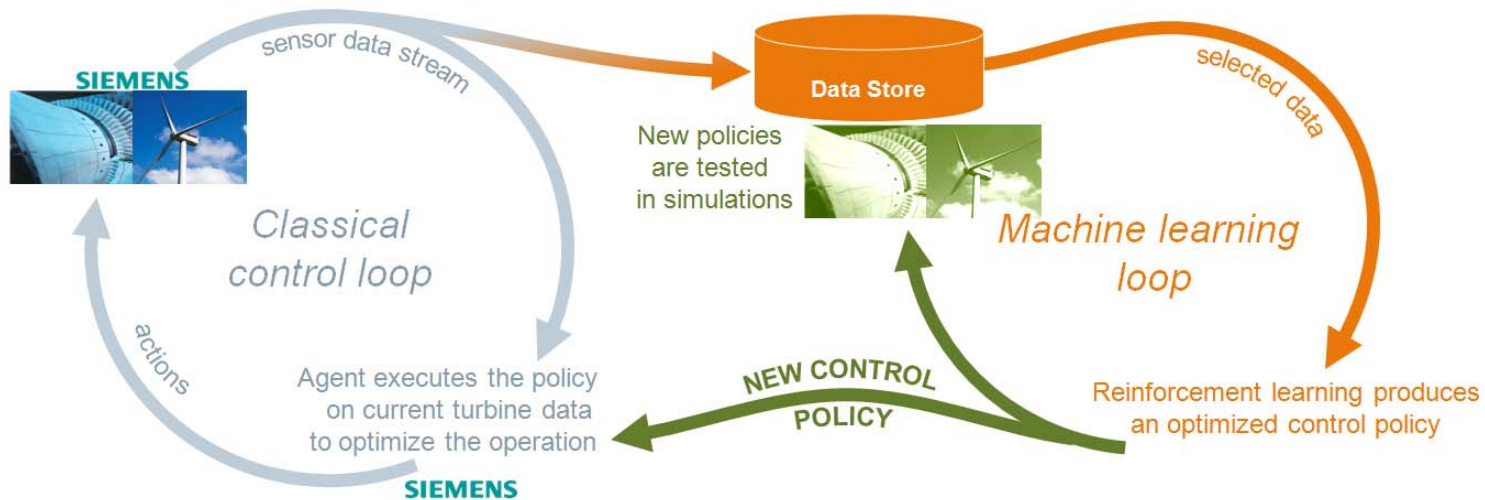 sensor data stream
SIEMENS
Data Store
selected data
New policies
are tested
in simulations
Classical
control loop
Machine learning
loop
actions
Agent executes the policy
on current turbine data
to optimize the operation
SIEMENS
NEW CONTROL
POLICY
Reinforcement learning produces
an optimized control policy